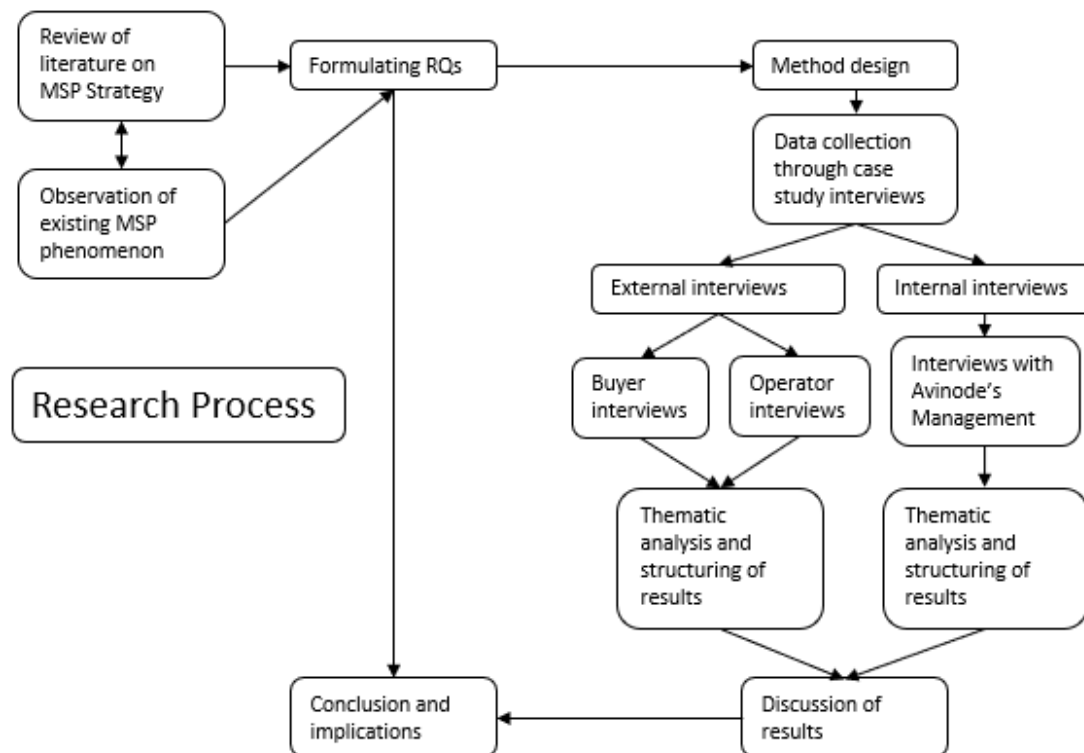 Review of
literature on
MSP Strategy
Formulating RQs
Method design
Observation of
existing MSP
phenomenon
Data collection
through case
study interviews
External interviews
Internal interviews
Research Process
Buyer
interviews
Operator
interviews
Interviews with
Avinode's
Management
Thematic
analysis and
structuring of
results
Thematic
analysis and
structuring of
results
Conclusion and
implications
Discussion of
results